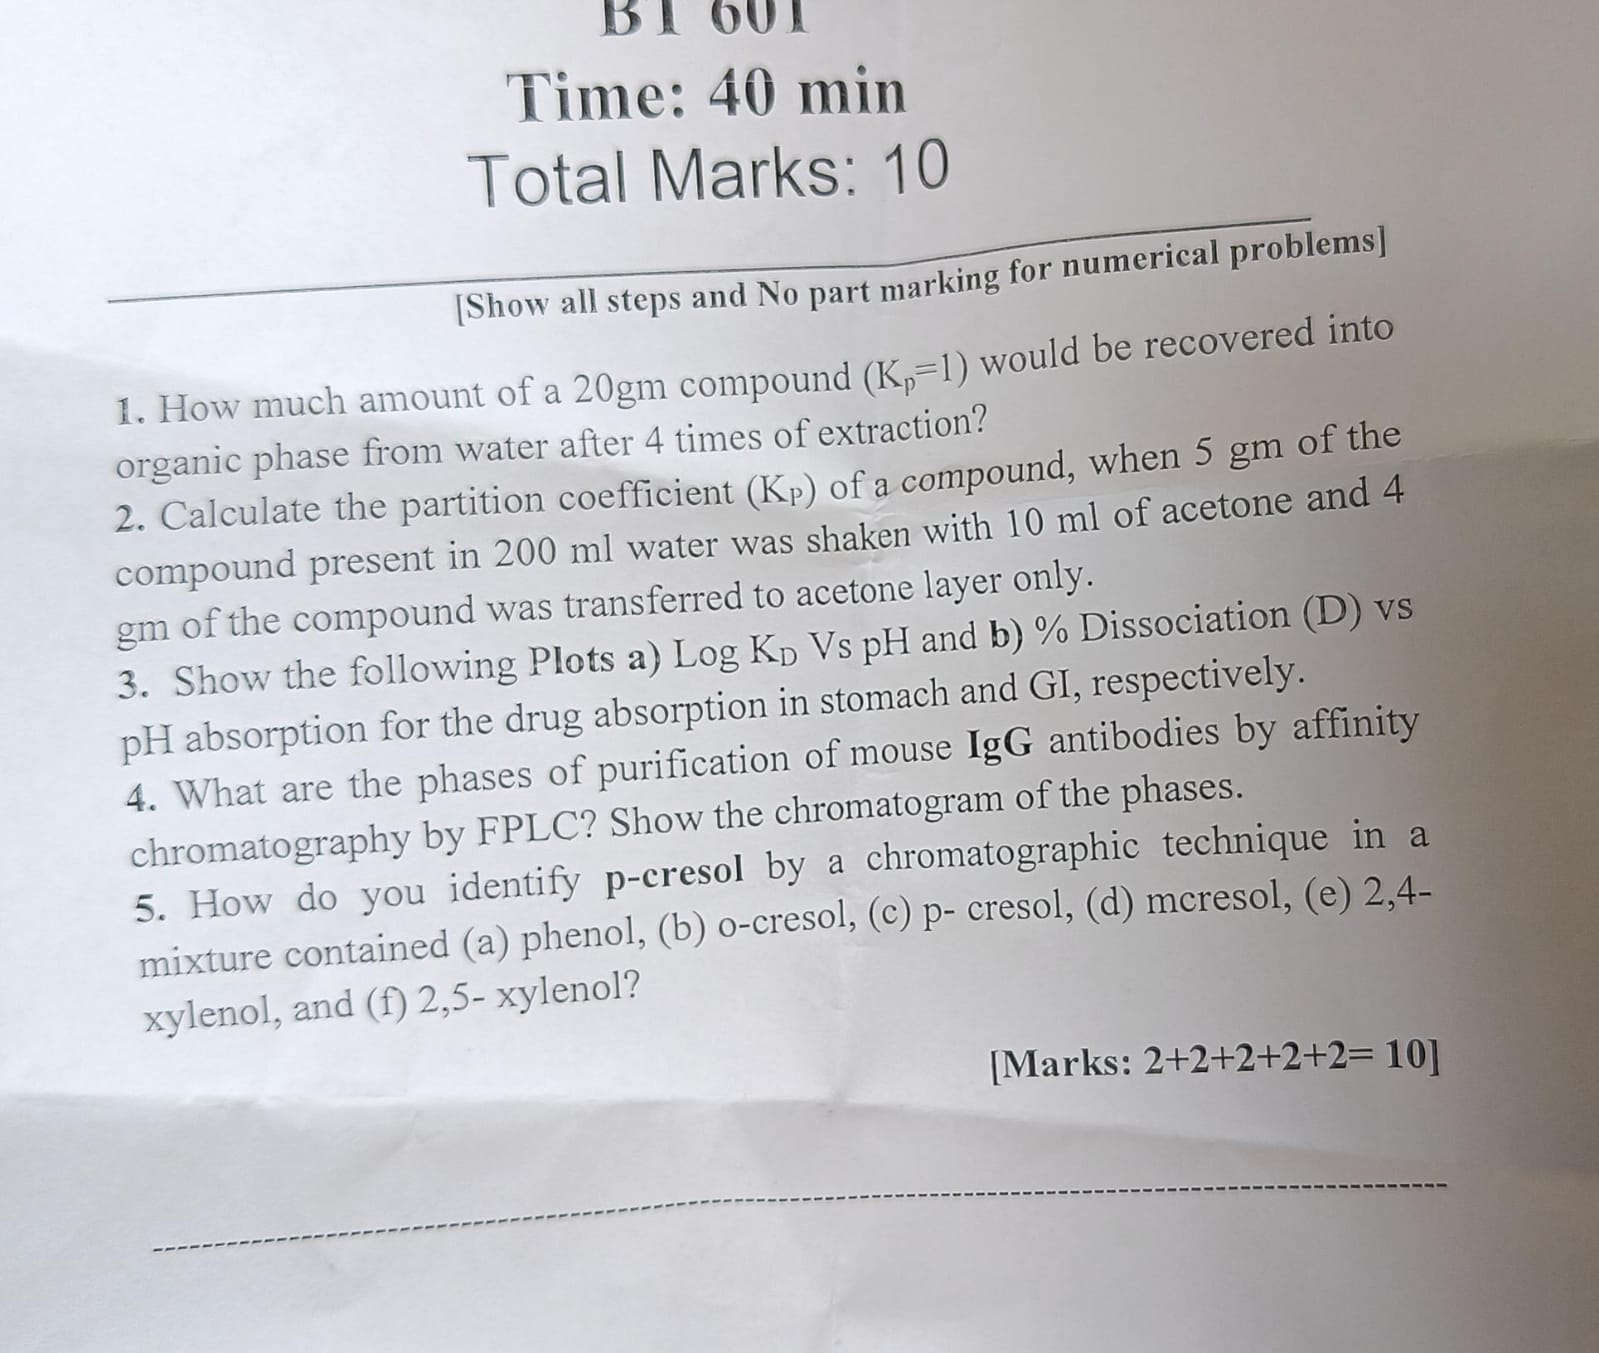 BT 601
Time: 40 min
Total Marks: 10
[Show all steps and No part marking for numerical problems]
1. How much amount of a 20gm compound (Kp=1) would be recovered into
organic phase from water after 4 times of extraction?
2. Calculate the partition coefficient (KP) of a compound, when 5 gm of the
compound present in 200 ml water was shaken with 10 ml of acetone and 4
gm of the compound was transferred to acetone layer only.
3. Show the following Plots a) Log KD Vs pH and b) % Dissociation (D) vs
pH absorption for the drug absorption in stomach and GI, respectively.
4. What are the phases of purification of mouse IgG antibodies by affinity
chromatography by FPLC? Show the chromatogram of the phases.
5. How do you identify p-cresol by a chromatographic technique in a
mixture contained (a) phenol, (b) o-cresol, (c) p- cresol, (d) mcresol, (e) 2,4-
xylenol, and (f) 2,5- xylenol?
[Marks: 2+2+2+2+2= 10]